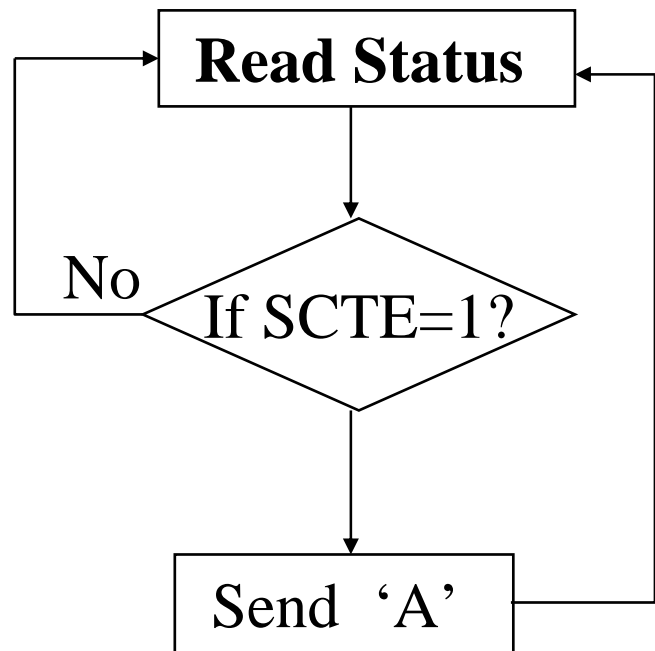 Read Status
No
If SCTE=1?
Send ‘A’